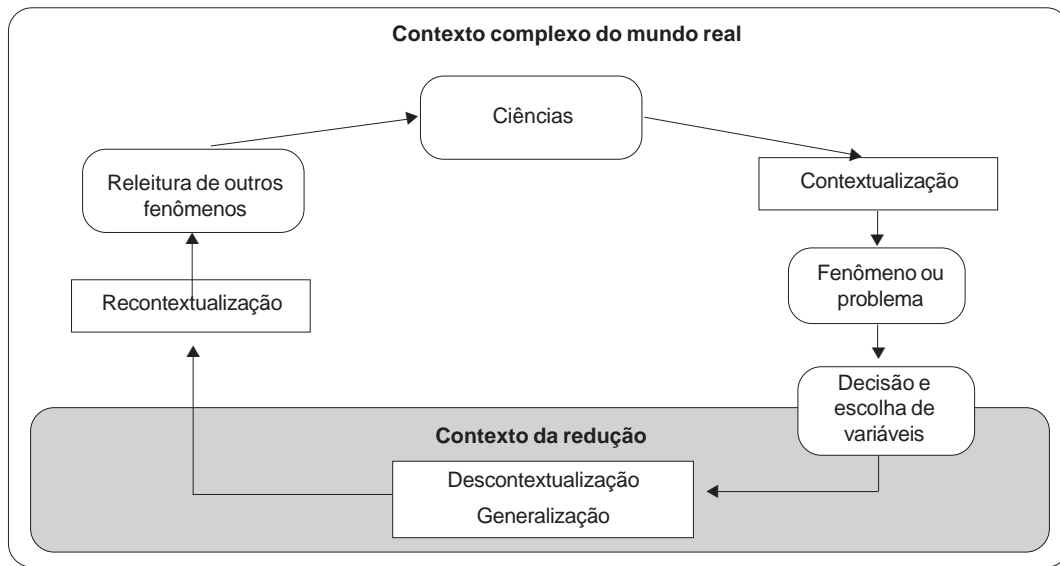 Contexto complexo do mundo real
Ciências
Contextualização
Releitura de outros
fenômenos
Fenômeno ou
problema
Recontextualização
Decisão e
escolha de
variáveis
Contexto da redução
Descontextualização
Generalização